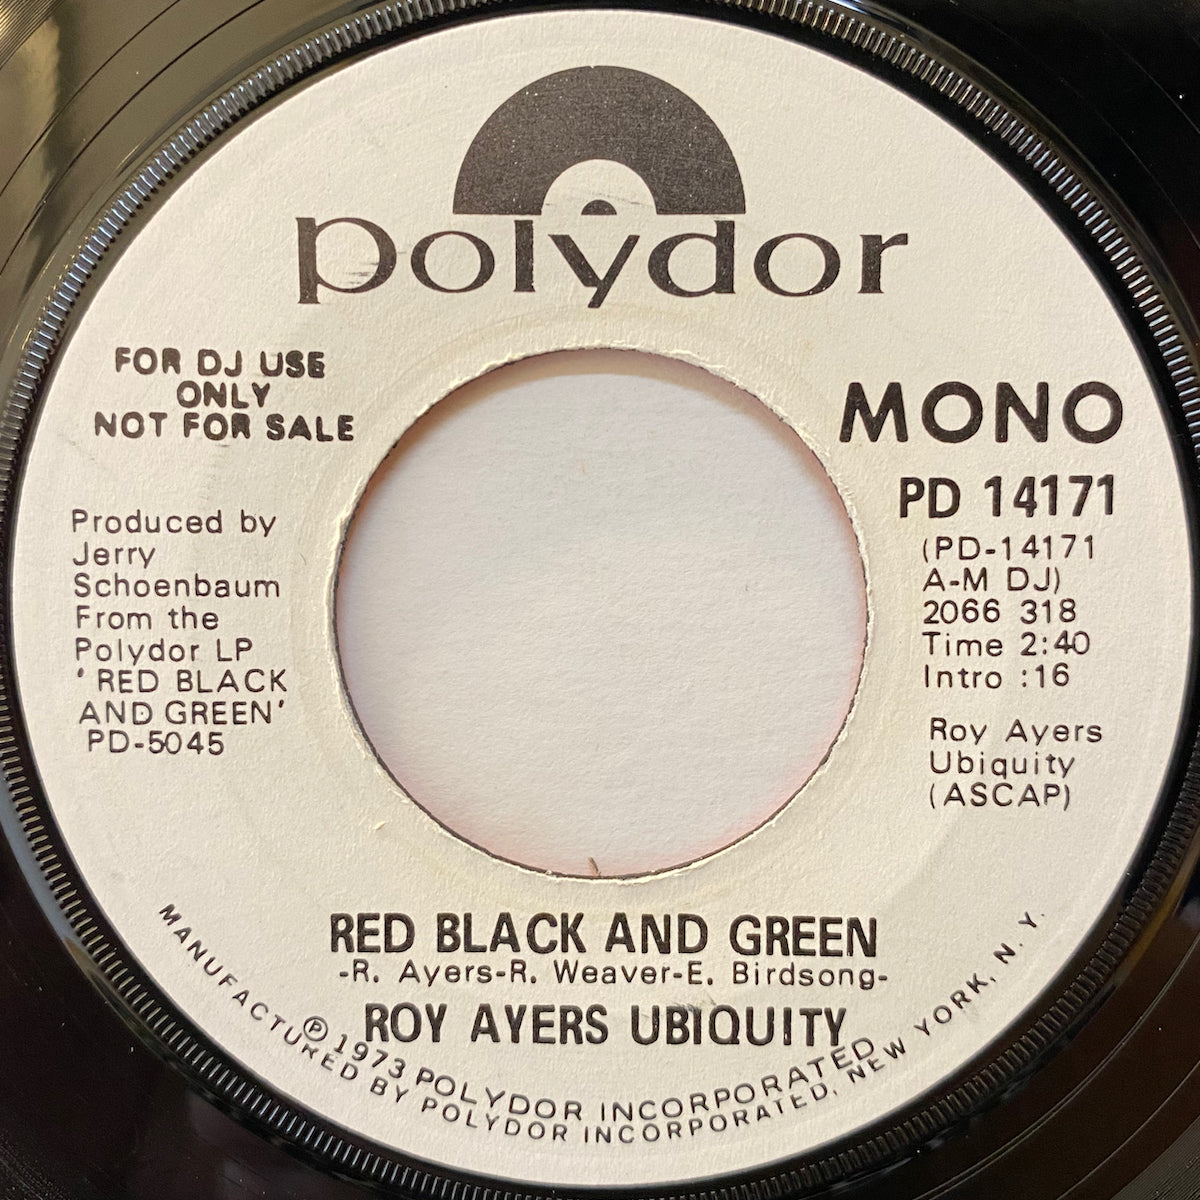 polydor
FOR DJ USE
ONLY
NOT FOR SALE
MONO
PD 14171
(PD-14171
A-M DJ)
2066 318
Time 2:40
Intro :16
Roy Ayers
Ubiquity
(ASCAP)
Produced by
Jerry
Schoenbaum
From the
Polydor LP
'RED BLACK
AND GREEN'
PD-5045
RED BLACK AND GREEN
-R. Ayers-R. Weaver-E. Birdsong-
ROY AYERS UBIQUITY
℗ 1973 POLYDOR INCORPORATED
MANUFACTURED BY POLYDOR INCORPORATED, NEW YORK, N. Y.